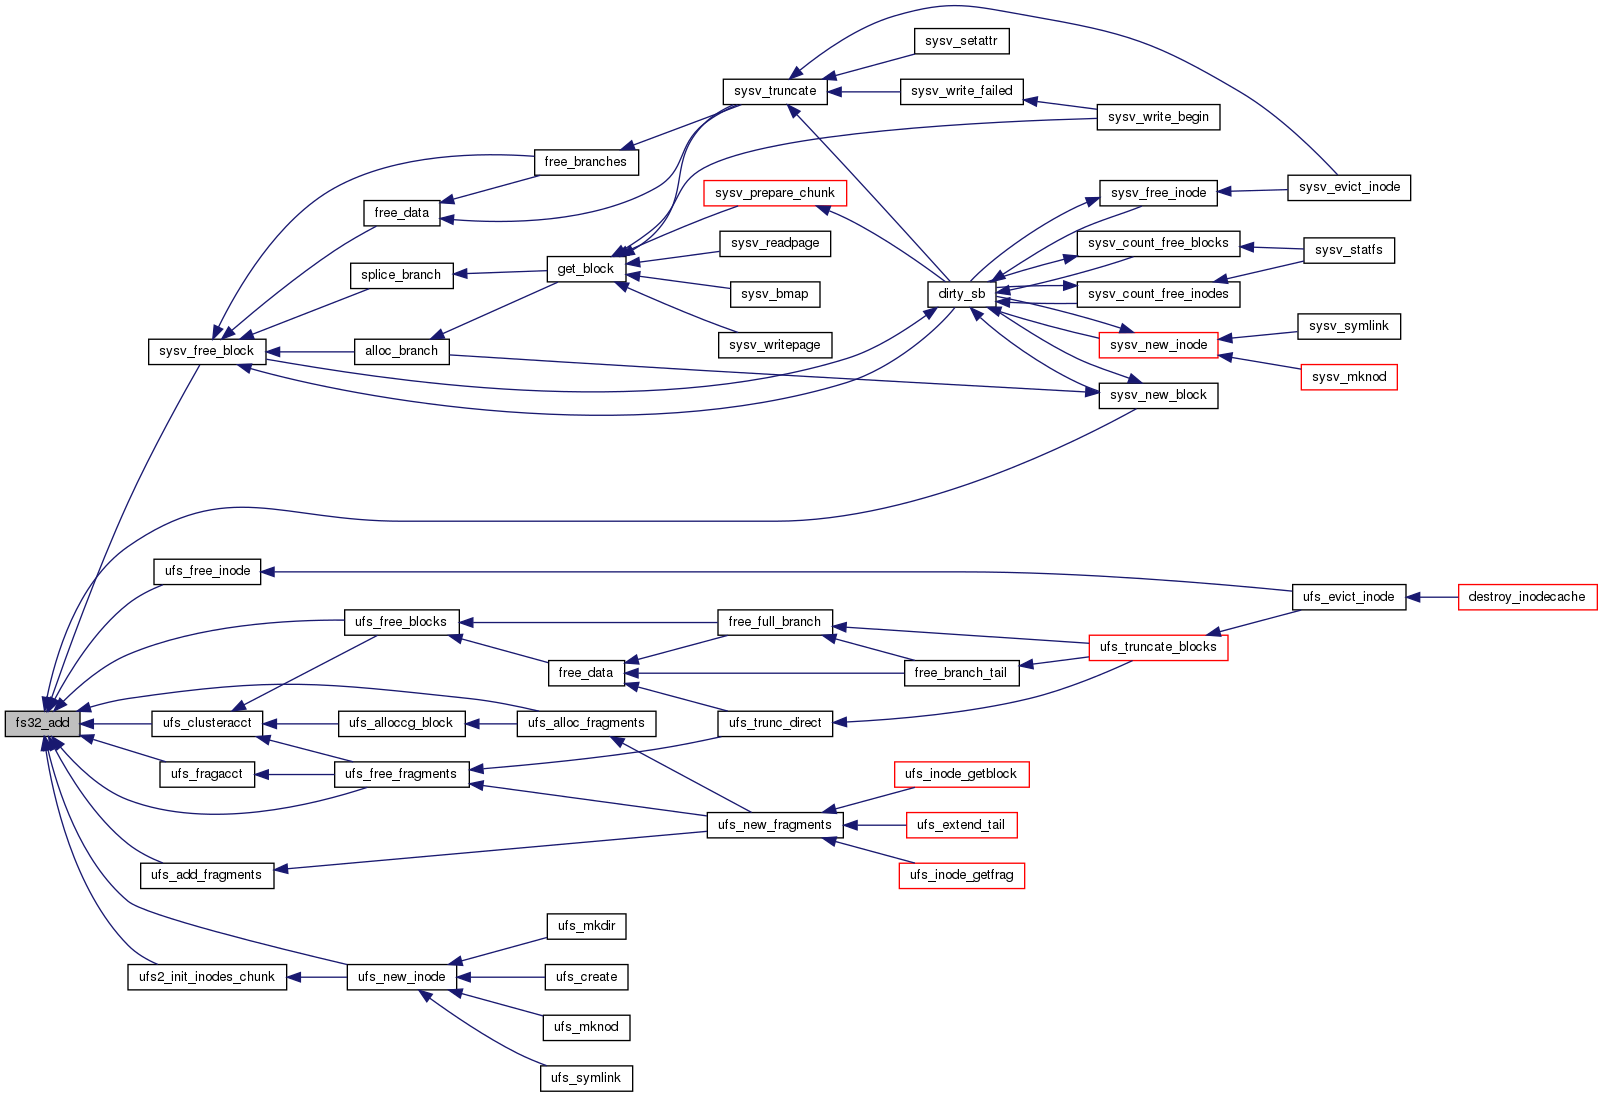 sysv_setattr
sysv_truncate
sysv_write_failed
sysv_write_begin
free_branches
sysv_prepare_chunk
sysv_free_inode
sysv_evict_inode
free_data
sysv_readpage
sysv_count_free_blocks
sysv_statfs
splice_branch
get_block
sysv_bmap
dirty_sb
sysv_count_free_inodes
sysv_symlink
sysv_free_block
alloc_branch
sysv_writepage
sysv_new_inode
sysv_mknod
sysv_new_block
ufs_free_inode
ufs_evict_inode
destroy_inodecache
ufs_free_blocks
free_full_branch
ufs_truncate_blocks
free_data
free_branch_tail
fs32_add
ufs_clusteracct
ufs_alloccg_block
ufs_alloc_fragments
ufs_trunc_direct
ufs_fragacct
ufs_free_fragments
ufs_inode_getblock
ufs_new_fragments
ufs_extend_tail
ufs_add_fragments
ufs_inode_getfrag
ufs_mkdir
ufs2_init_inodes_chunk
ufs_new_inode
ufs_create
ufs_mknod
ufs_symlink